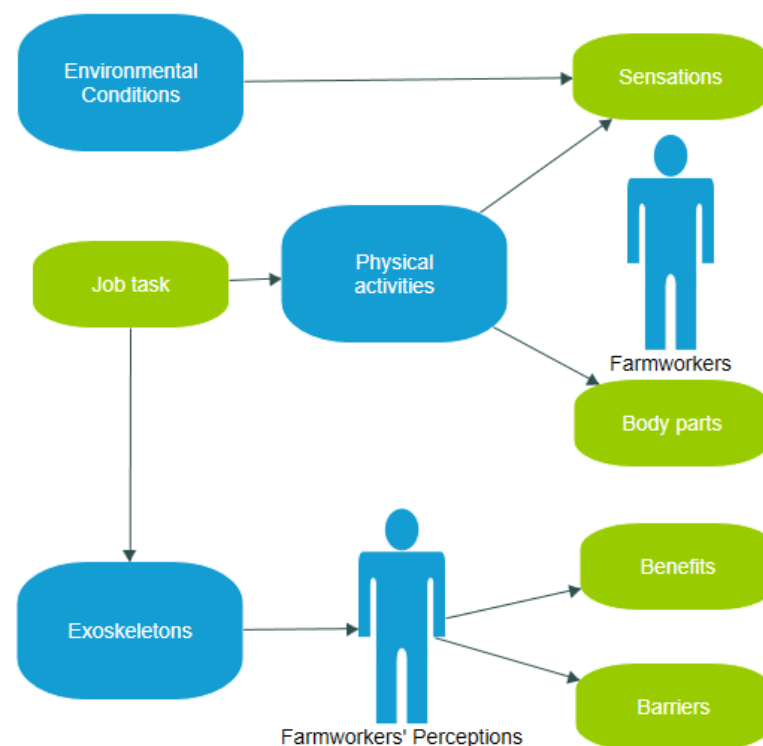 Environmental
Conditions
Sensations
Physical
activities
Job task
Farmworkers
Body parts
Benefits
Exoskeletons
Barriers
Farmworkers' Perceptions